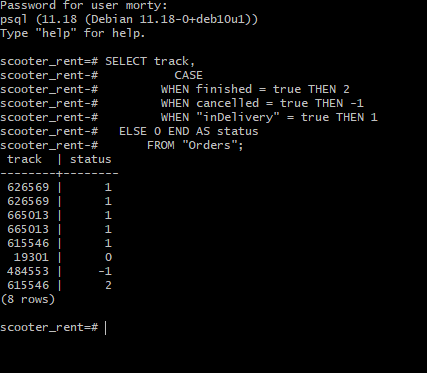 Password for user morty:
psql (11.18 (Debian 11.18-0+deb10u1))
Type "help" for help.
scooter_rent=# SELECT track,
scooter_rent-# CASE
scooter_rent-# WHEN finished = true THEN 2
scooter_rent-# WHEN cancelled = true THEN -1
scooter_rent-# WHEN "inDelivery" = true THEN 1
scooter_rent-# ELSE 0 END AS status
scooter_rent-# FROM "Orders";
track | status
--------+--------
626569 | 1
626569 | 1
665013 | 1
665013 | 1
615546 | 1
19301 | 0
484553 | -1
615546 | 2
(8 rows)
scooter_rent=#